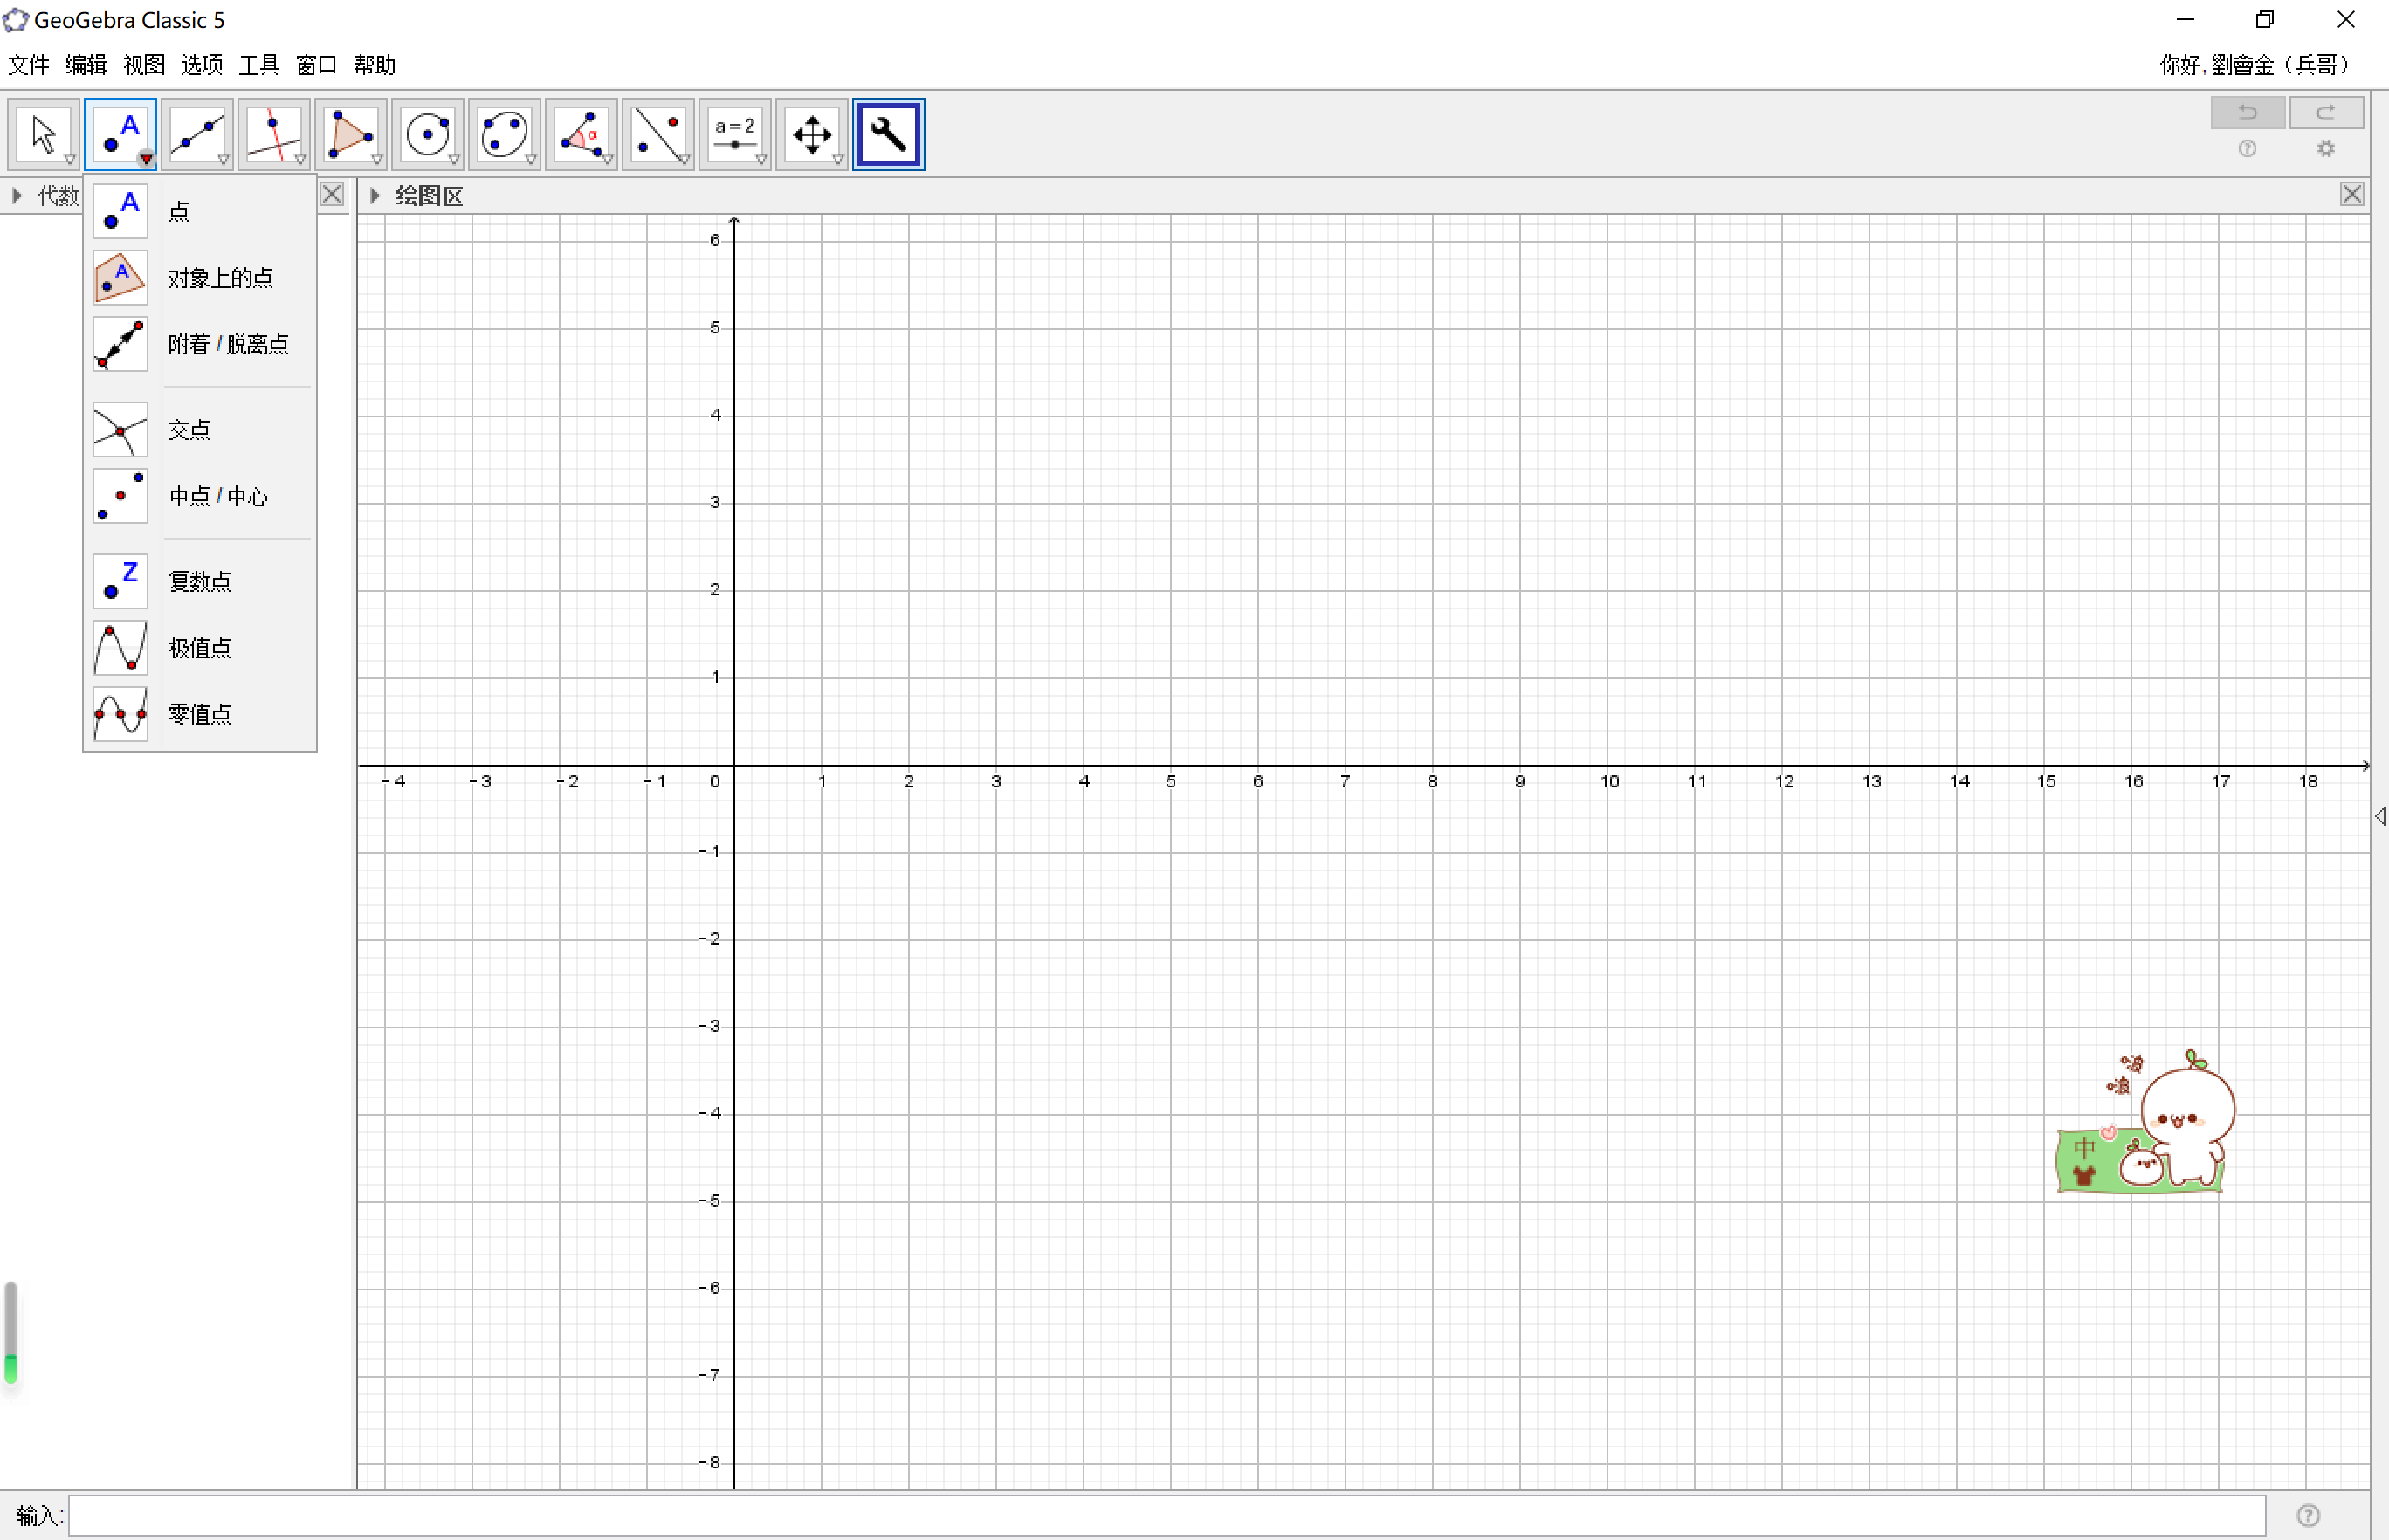 GeoGebra Classic 5
文件 编辑 视图 选项 工具 窗口 帮助
你好, 劉會金（兵哥）
A
α
a=2
代数
绘图区
A 点
A 对象上的点
附着 / 脱离点
交点
中点 / 中心
Z 复数点
极值点
零值点
6
5
4
3
2
1
-4 -3 -2 -1 0 1 2 3 4 5 6 7 8 9 10 11 12 13 14 15 16 17 18
-1
-2
-3
-4
-5
-6
-7
-8
中
输入: